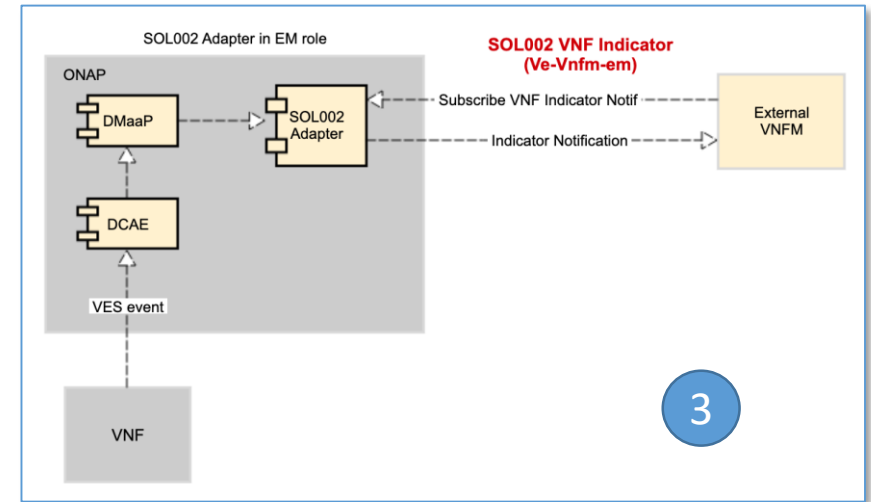 SOL002 Adapter in EM role
SOL002 VNF Indicator
(Ve-Vnfm-em)
ONAP
DMaaP
SOL002
Adapter
Subscribe VNF Indicator Notif
Indicator Notification
External
VNFM
DCAE
VES event
VNF
3